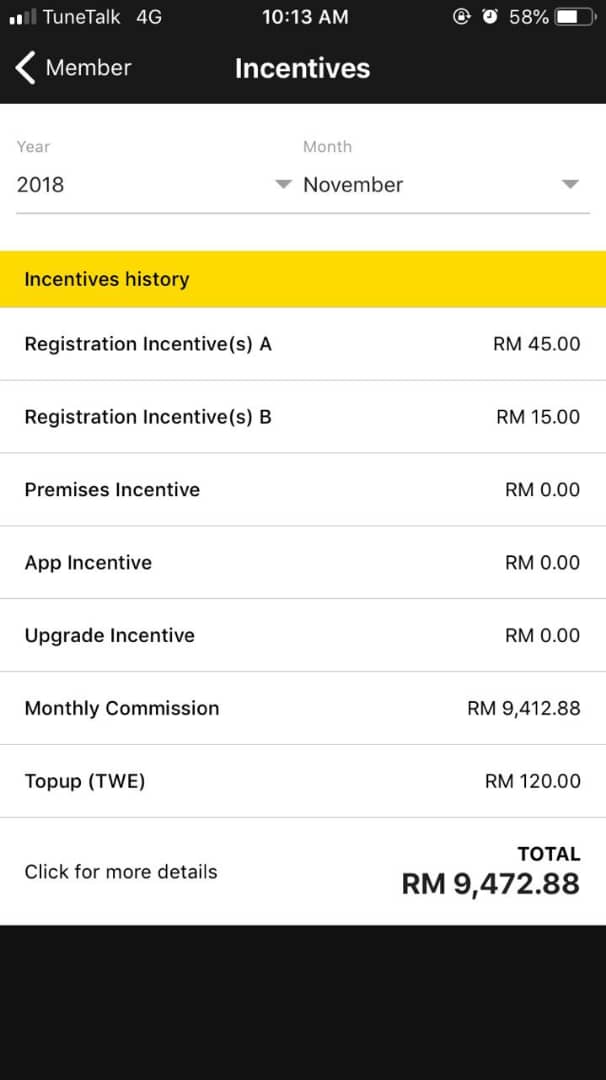 TuneTalk 4G 10:13 AM 58%
Member Incentives
Year Month
2018 November
Incentives history
Registration Incentive(s) A RM 45.00
Registration Incentive(s) B RM 15.00
Premises Incentive RM 0.00
App Incentive RM 0.00
Upgrade Incentive RM 0.00
Monthly Commission RM 9,412.88
Topup (TWE) RM 120.00
TOTAL
Click for more details RM 9,472.88